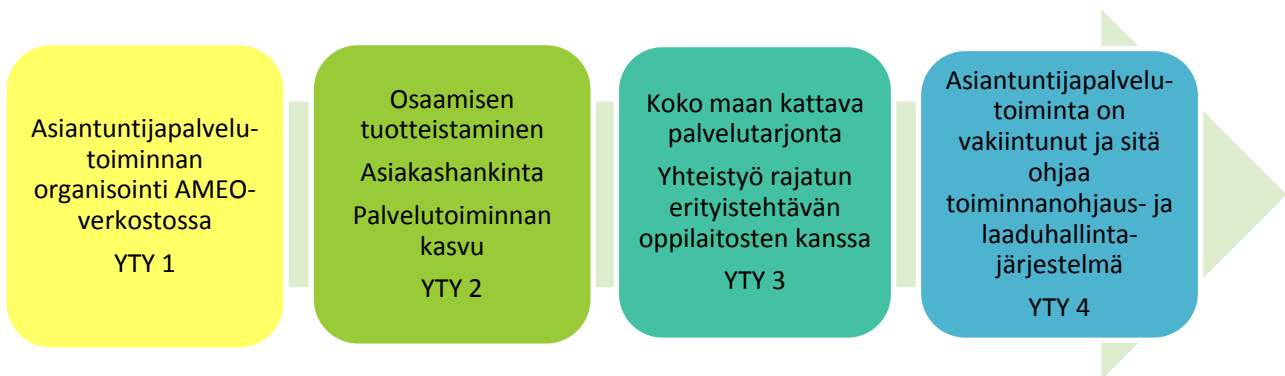 Asiantuntijapalvelu-
toiminnan
organisointi AMEO-
verkostossa
YTY 1
Osaamisen
tuotteistaminen
Asiakashankinta
Palvelutoiminnan
kasvu
YTY 2
Koko maan kattava
palvelutarjonta
Yhteistyö rajatun
erityistehtävän
oppilaitosten kanssa
YTY 3
Asiantuntijapalvelu-
toiminta on
vakiintunut ja sitä
ohjaa
toiminnanohjaus- ja
laaduhallinta-
järjestelmä
YTY 4